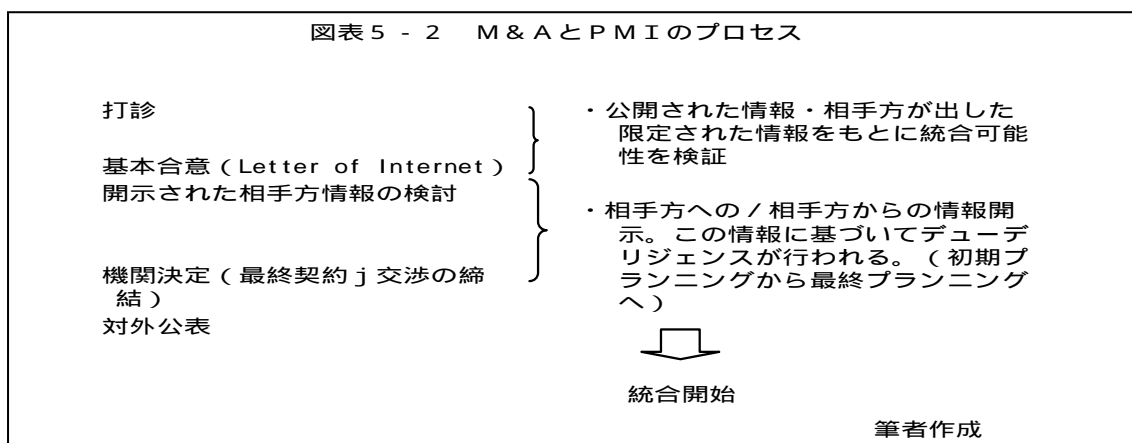 図表5-2 M&AとPMIのプロセス
打診
基本合意(Letter of Internet)
開示された相手方情報の検討
機関決定(最終契約j交渉の締
結)
対外公表
・公開された情報・相手方が出した
限定された情報をもとに統合可能
性を検証
・相手方への/相手方からの情報開
示。この情報に基づいてデューデ
リジェンスが行われる。(初期プ
ランニングから最終プランニング
へ)
統合開始
筆者作成